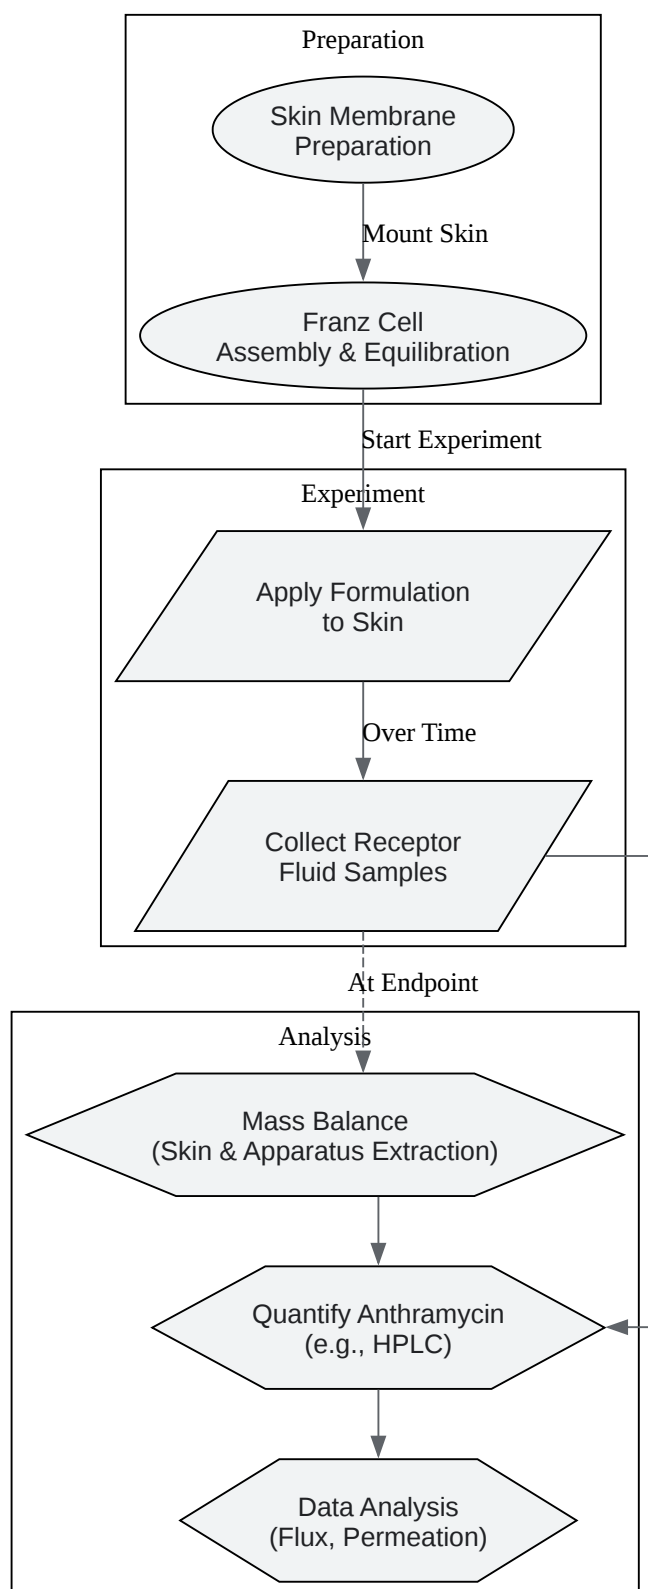 Preparation
Skin Membrane
Preparation
Mount Skin
Franz Cell
Assembly & Equilibration
Start Experiment
Experiment
Apply Formulation
to Skin
Over Time
Collect Receptor
Fluid Samples
At Endpoint
Analysis
Mass Balance
(Skin & Apparatus Extraction)
Quantify Anthramycin
(e.g., HPLC)
Data Analysis
(Flux, Permeation)